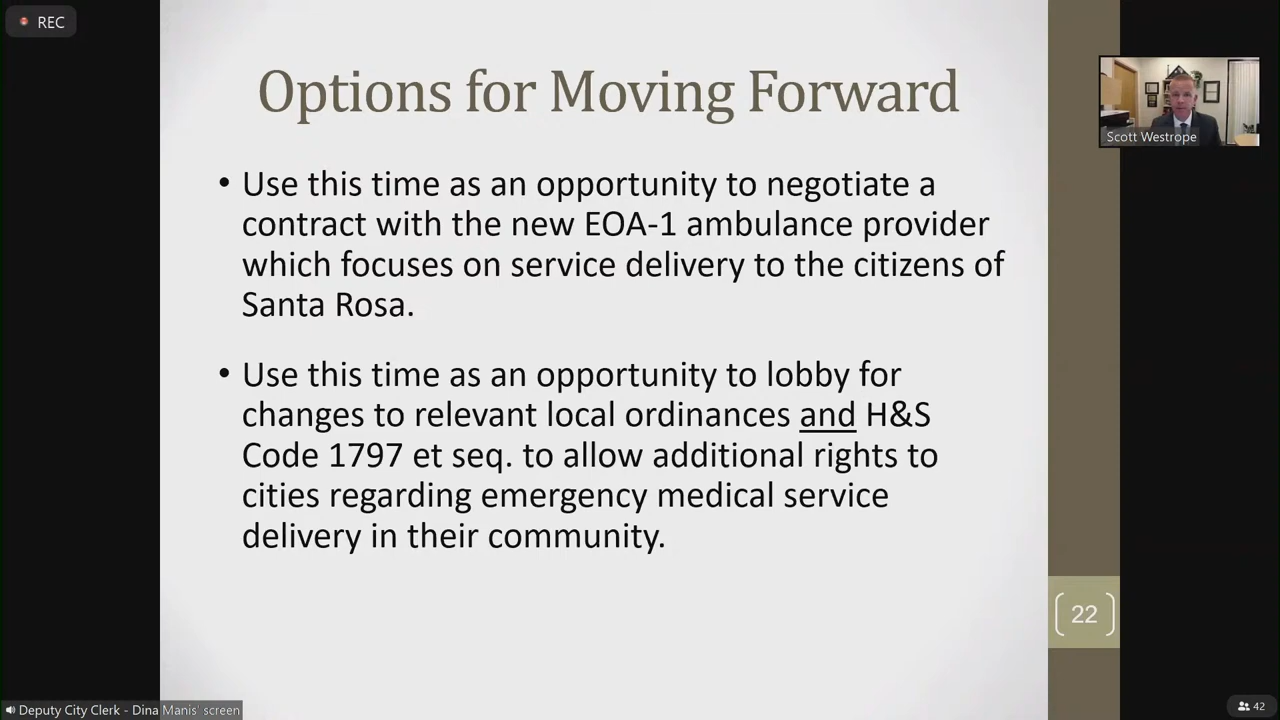 REC
Options for Moving Forward
• Use this time as an opportunity to negotiate a
contract with the new EOA-1 ambulance provider
which focuses on service delivery to the citizens of
Santa Rosa.
• Use this time as an opportunity to lobby for
changes to relevant local ordinances and H&S
Code 1797 et seq. to allow additional rights to
cities regarding emergency medical service
delivery in their community.
Scott Westrope
22
Deputy City Clerk - Dina Manis' screen
42